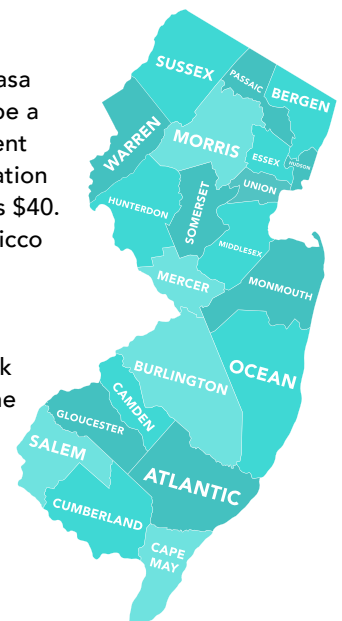 asa
be a
ent
ation
s $40.
icco
k
ne
SUSSEX
PASSAIC
BERGEN
WARREN
MORRIS
ESSEX
HUDSON
UNION
HUNTERDON
SOMERSET
MIDDLESEX
MERCER
MONMOUTH
BURLINGTON
OCEAN
CAMDEN
GLOUCESTER
SALEM
ATLANTIC
CUMBERLAND
CAPE
MAY